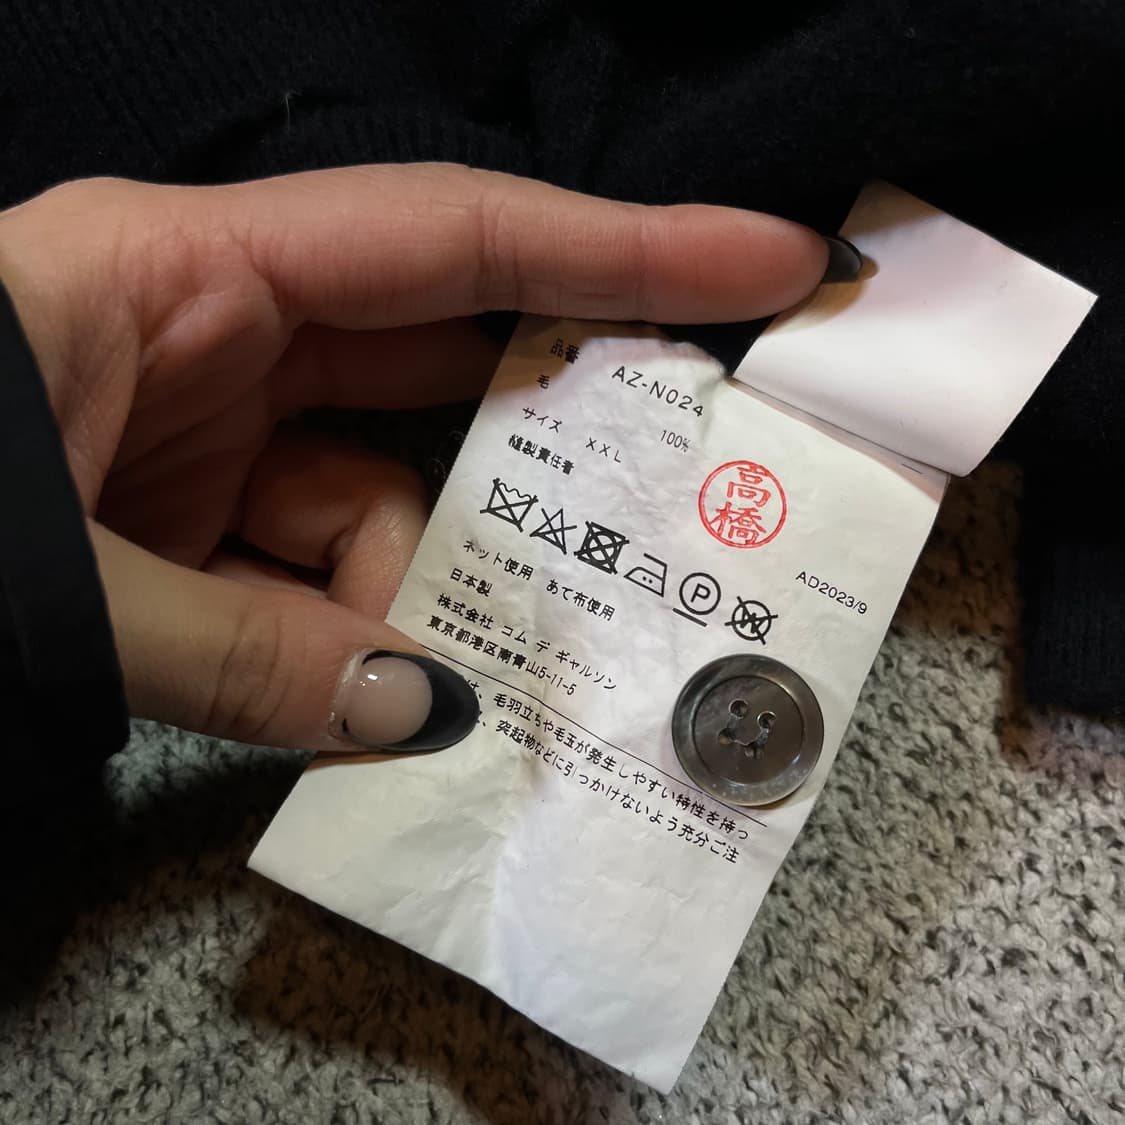 品番 AZ-N024
毛 100%
サイズ XXL
縫製責任者
高橋
P
W
ネット使用 あて布使用
日本製
AD2023/9
株式会社 コム デ ギャルソン
東京都港区南青山5-11-5
は、毛羽立ちや毛玉が発生しやすい特性を持っ
、突起物などに引っかけないよう充分ご注